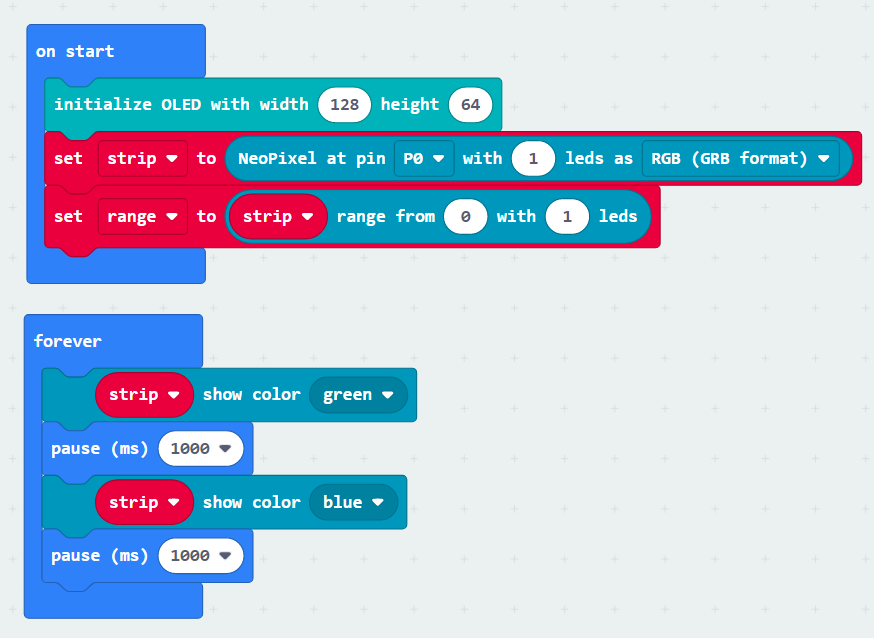 on start
initialize OLED with width 128 height 64
set strip to NeoPixel at pin P0 with 1 leds as RGB (GRB format)
set range to strip range from 0 with 1 leds
forever
strip show color green
pause (ms) 1000
strip show color blue
pause (ms) 1000